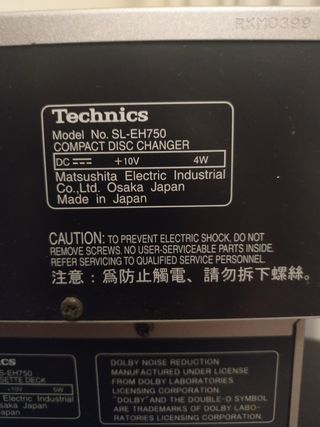 RKM0399
Technics
Model No. SL-EH750
COMPACT DISC CHANGER
DC +10V 4W
Matsushita Electric Industrial
Co.,Ltd. Osaka Japan
Made in Japan
CAUTION: TO PREVENT ELECTRIC SHOCK, DO NOT
REMOVE SCREWS. NO USER-SERVICEABLE PARTS INSIDE.
REFER SERVICING TO QUALIFIED SERVICE PERSONNEL.
注意：為防止觸電、請勿拆下螺絲。
S-EH750
+10V 6W
Electric Industrial
Osaka Japan
DOLBY NOISE REDUCTION
MANUFACTURED UNDER LICENSE
FROM DOLBY LABORATORIES
LICENSING CORPORATION.
"DOLBY" AND THE DOUBLE-D SYMBOL
ARE TRADEMARKS OF DOLBY LABO-
RATORIES LICENSING CORPORATION.